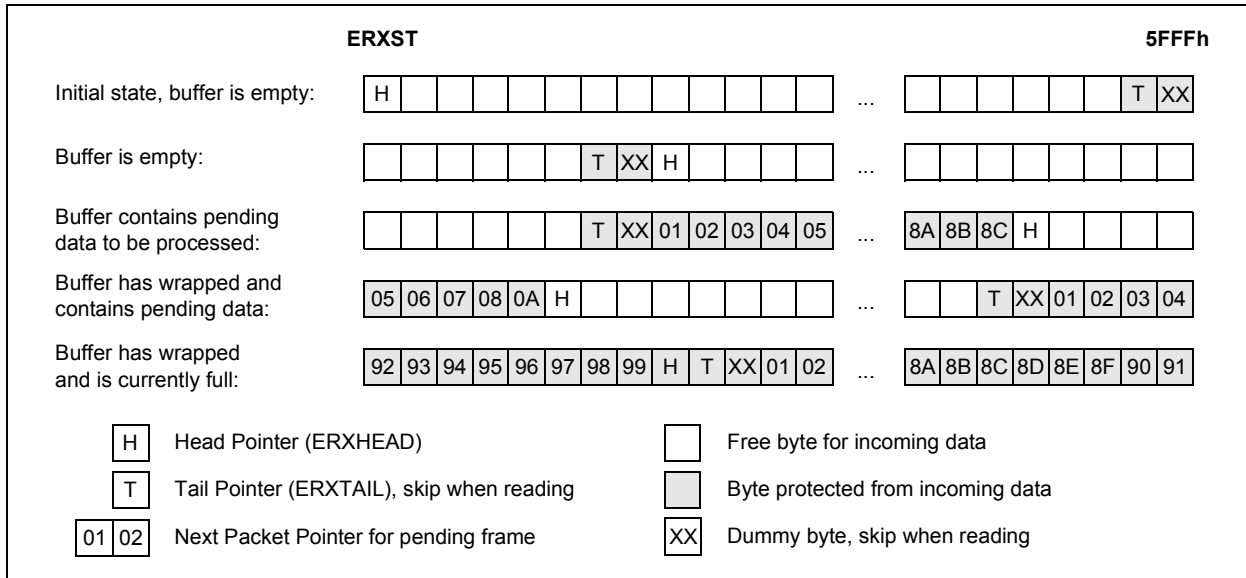 ERXST 5FFFh
Initial state, buffer is empty: H ... T XX
Buffer is empty: T XX H ...
Buffer contains pending
data to be processed: T XX 01 02 03 04 05 ... 8A 8B 8C H
Buffer has wrapped and
contains pending data: 05 06 07 08 0A H ... T XX 01 02 03 04
Buffer has wrapped
and is currently full: 92 93 94 95 96 97 98 99 H T XX 01 02 ... 8A 8B 8C 8D 8E 8F 90 91
H Head Pointer (ERXHEAD)
T Tail Pointer (ERXTAIL), skip when reading
01 02 Next Packet Pointer for pending frame
Free byte for incoming data
Byte protected from incoming data
XX Dummy byte, skip when reading